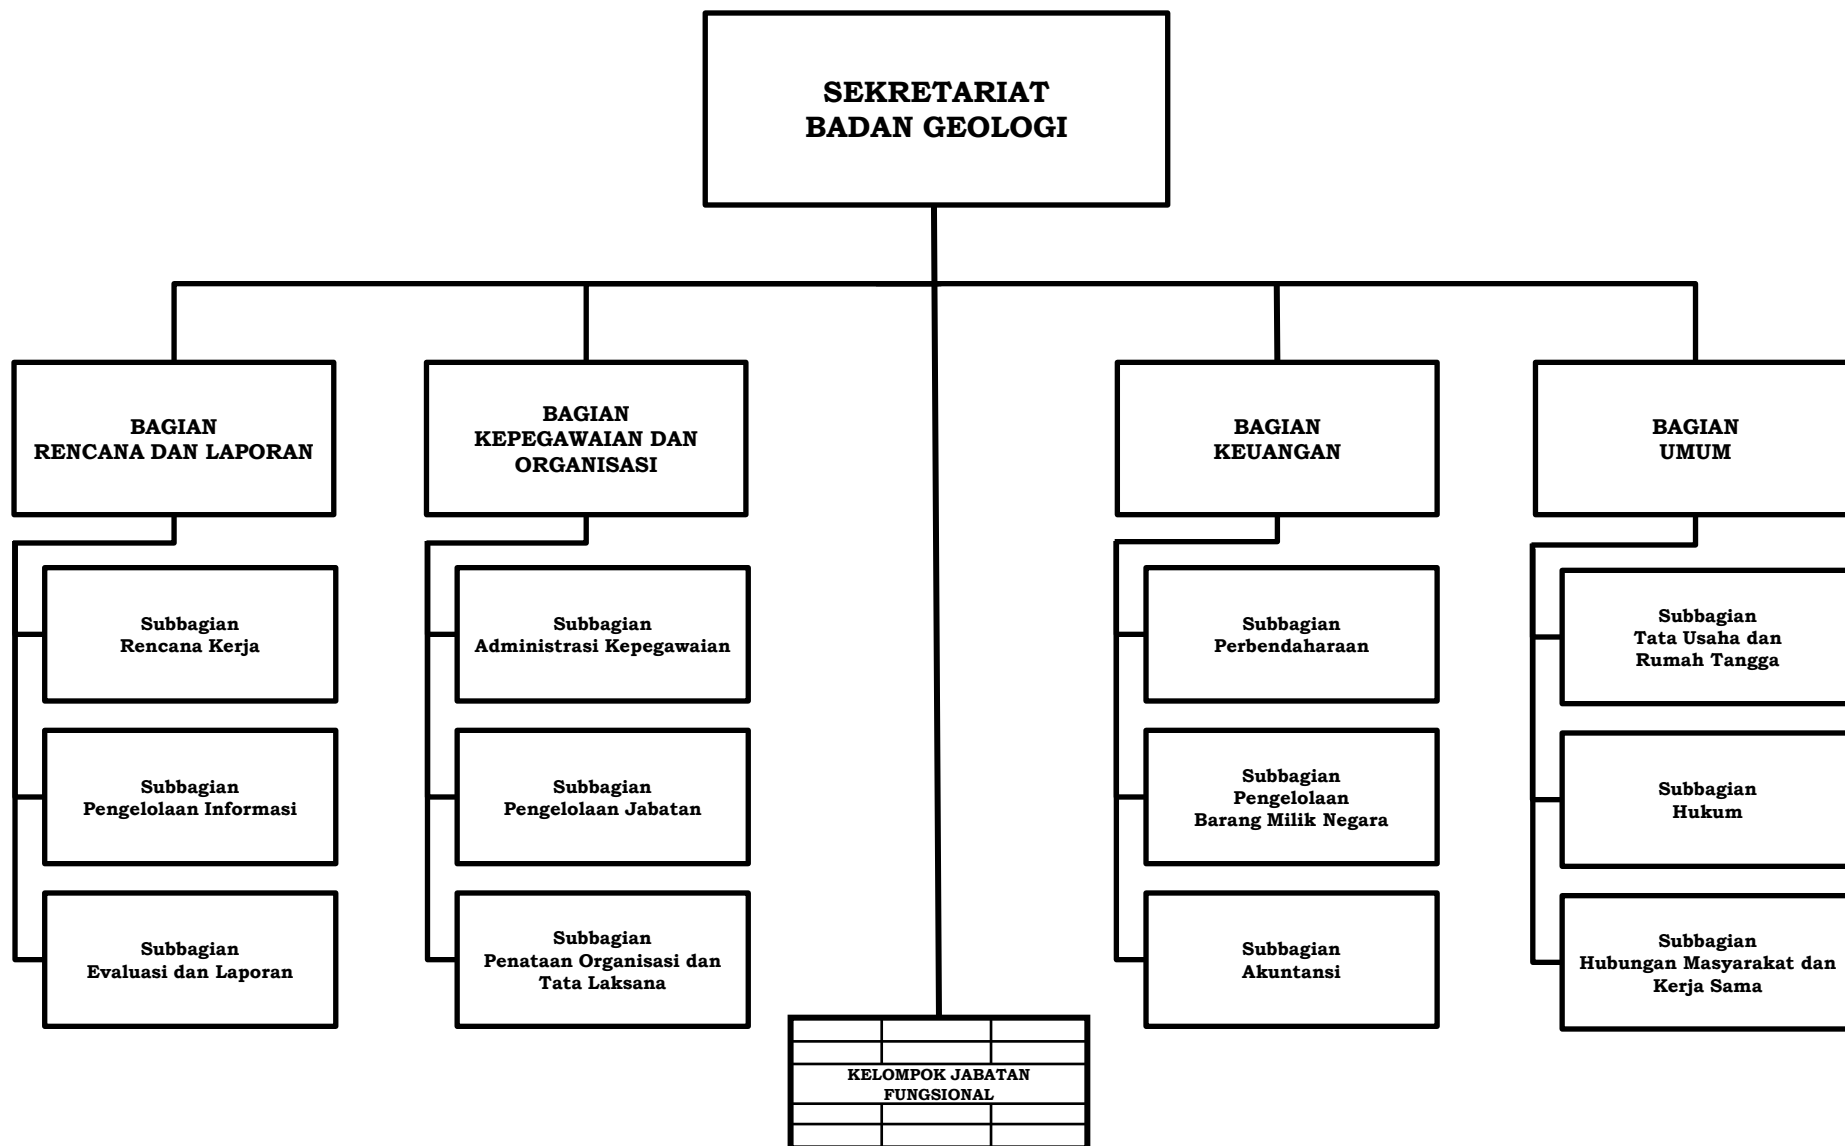 SEKRETARIAT
BADAN GEOLOGI
BAGIAN
RENCANA DAN LAPORAN
BAGIAN
KEPEGAWAIAN DAN
ORGANISASI
BAGIAN
KEUANGAN
BAGIAN
UMUM
Subbagian
Rencana Kerja
Subbagian
Administrasi Kepegawaian
Subbagian
Perbendaharaan
Subbagian
Tata Usaha dan
Rumah Tangga
Subbagian
Pengelolaan Informasi
Subbagian
Pengelolaan Jabatan
Subbagian
Pengelolaan
Barang Milik Negara
Subbagian
Hukum
Subbagian
Evaluasi dan Laporan
Subbagian
Penataan Organisasi dan
Tata Laksana
Subbagian
Akuntansi
Subbagian
Hubungan Masyarakat dan
Kerja Sama
KELOMPOK JABATAN
FUNGSIONAL